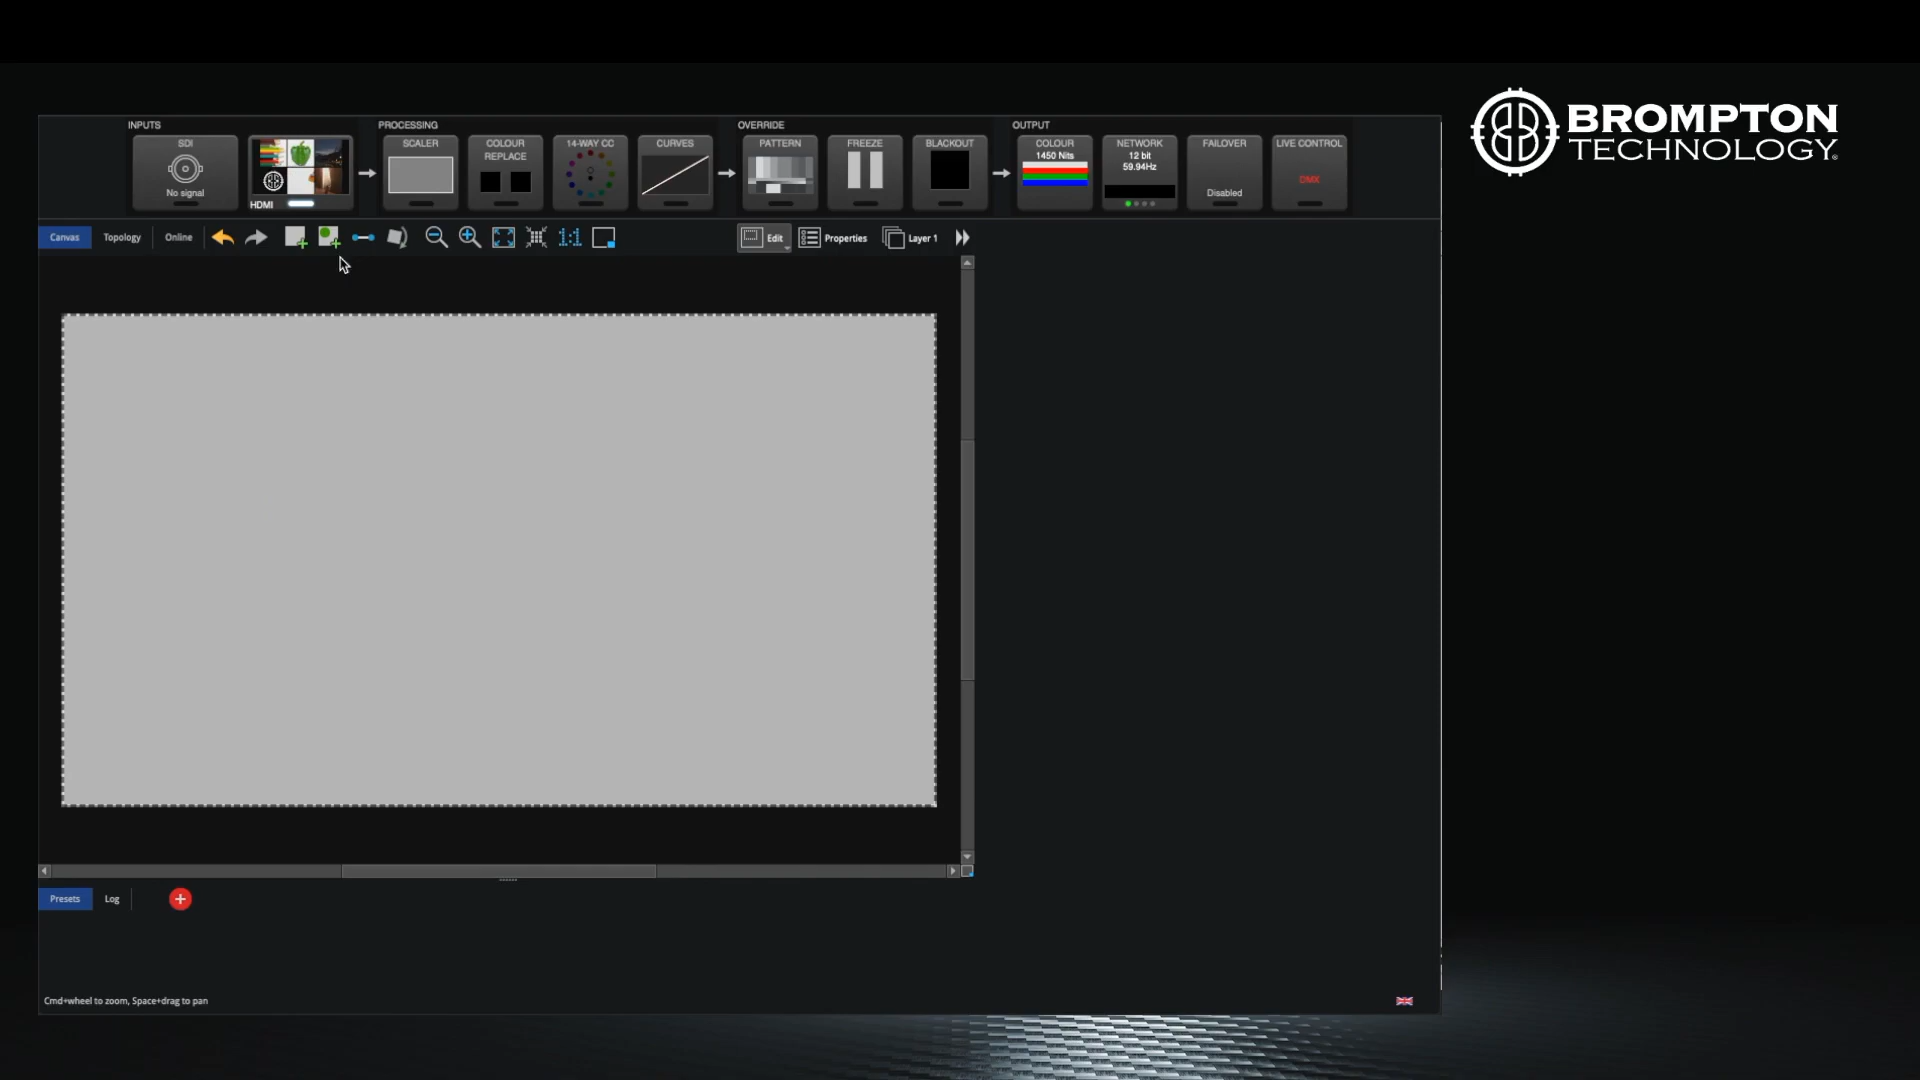 BROMPTON
TECHNOLOGY®
INPUTS
PROCESSING
OVERRIDE
OUTPUT
SDI
No signal
HDMI
SCALER
COLOUR
REPLACE
14-WAY CC
CURVES
PATTERN
FREEZE
BLACKOUT
COLOUR
1450 Nits
NETWORK
12 bit
59.94Hz
FAILOVER
Disabled
LIVE CONTROL
DMX
Canvas
Topology
Online
1:1
Edit
Properties
Layer 1
Presets
Log
Cmd+wheel to zoom, Space+drag to pan